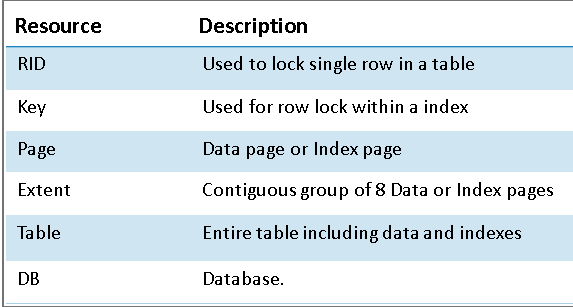 Resource Description
RID Used to lock single row in a table
Key Used for row lock within a index
Page Data page or Index page
Extent Contiguous group of 8 Data or Index pages
Table Entire table including data and indexes
DB Database.